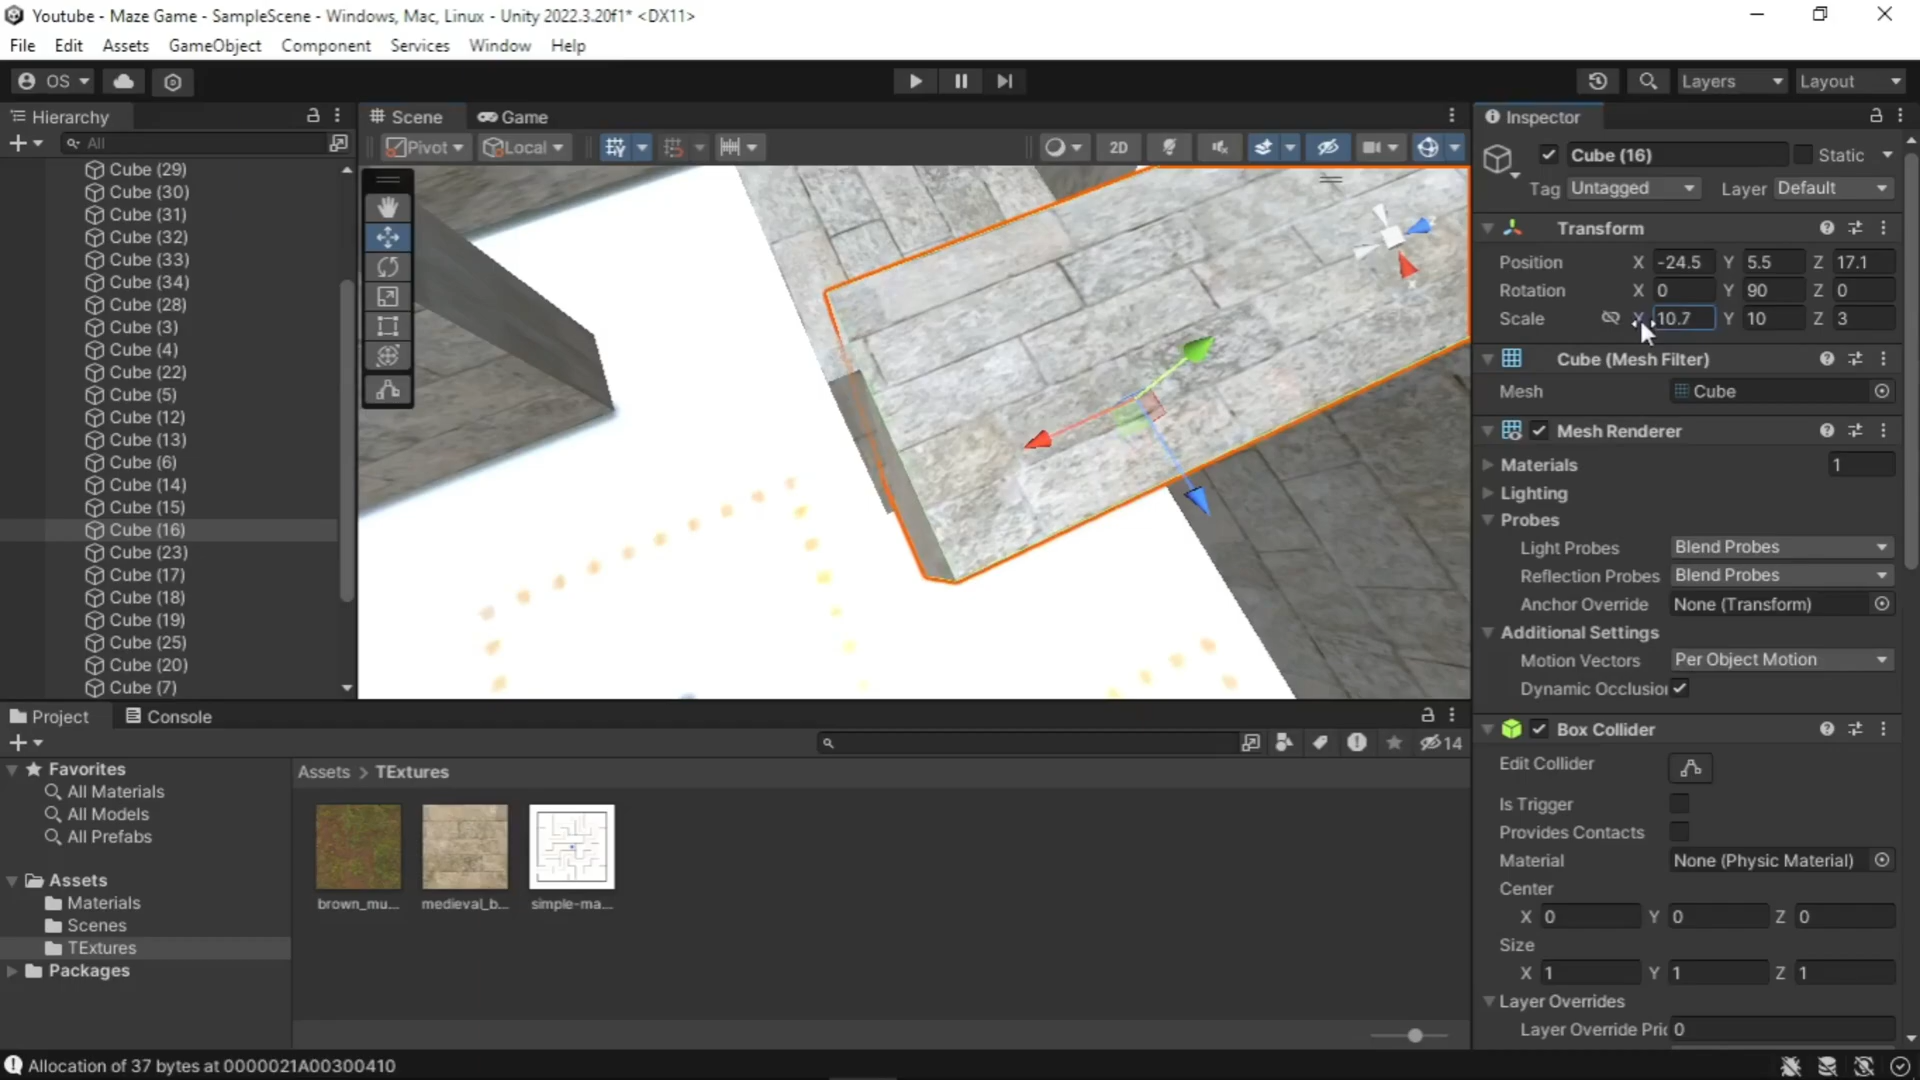 Youtube - Maze Game - SampleScene - Windows, Mac, Linux - Unity 2022.3.20f1* <DX11>
File Edit Assets GameObject Component Services Window Help
OS Layers Layout
Hierarchy
All
Cube (29)
Cube (30)
Cube (31)
Cube (32)
Cube (33)
Cube (34)
Cube (28)
Cube (3)
Cube (4)
Cube (22)
Cube (5)
Cube (12)
Cube (13)
Cube (6)
Cube (14)
Cube (15)
Cube (16)
Cube (23)
Cube (17)
Cube (18)
Cube (19)
Cube (25)
Cube (20)
Cube (7)
Scene Game
Pivot Local 2D
Inspector
Cube (16) Static
Tag Untagged Layer Default
Transform
Position X -24.5 Y 5.5 Z 17.1
Rotation X 0 Y 90 Z 0
Scale 10.7 Y 10 Z 3
Cube (Mesh Filter)
Mesh Cube
Mesh Renderer
Materials 1
Lighting
Probes
Light Probes Blend Probes
Reflection Probes Blend Probes
Anchor Override None (Transform)
Additional Settings
Motion Vectors Per Object Motion
Dynamic Occlusion
Box Collider
Edit Collider
Is Trigger
Provides Contacts
Material None (Physic Material)
Center
X 0 Y 0 Z 0
Size
X 1 Y 1 Z 1
Layer Overrides
Layer Override Pric 0
Project Console
14
Favorites
All Materials
All Models
All Prefabs
Assets
Materials
Scenes
TExtures
Packages
Assets > TExtures
brown_mu... medieval_b... simple-ma...
Allocation of 37 bytes at 0000021A00300410